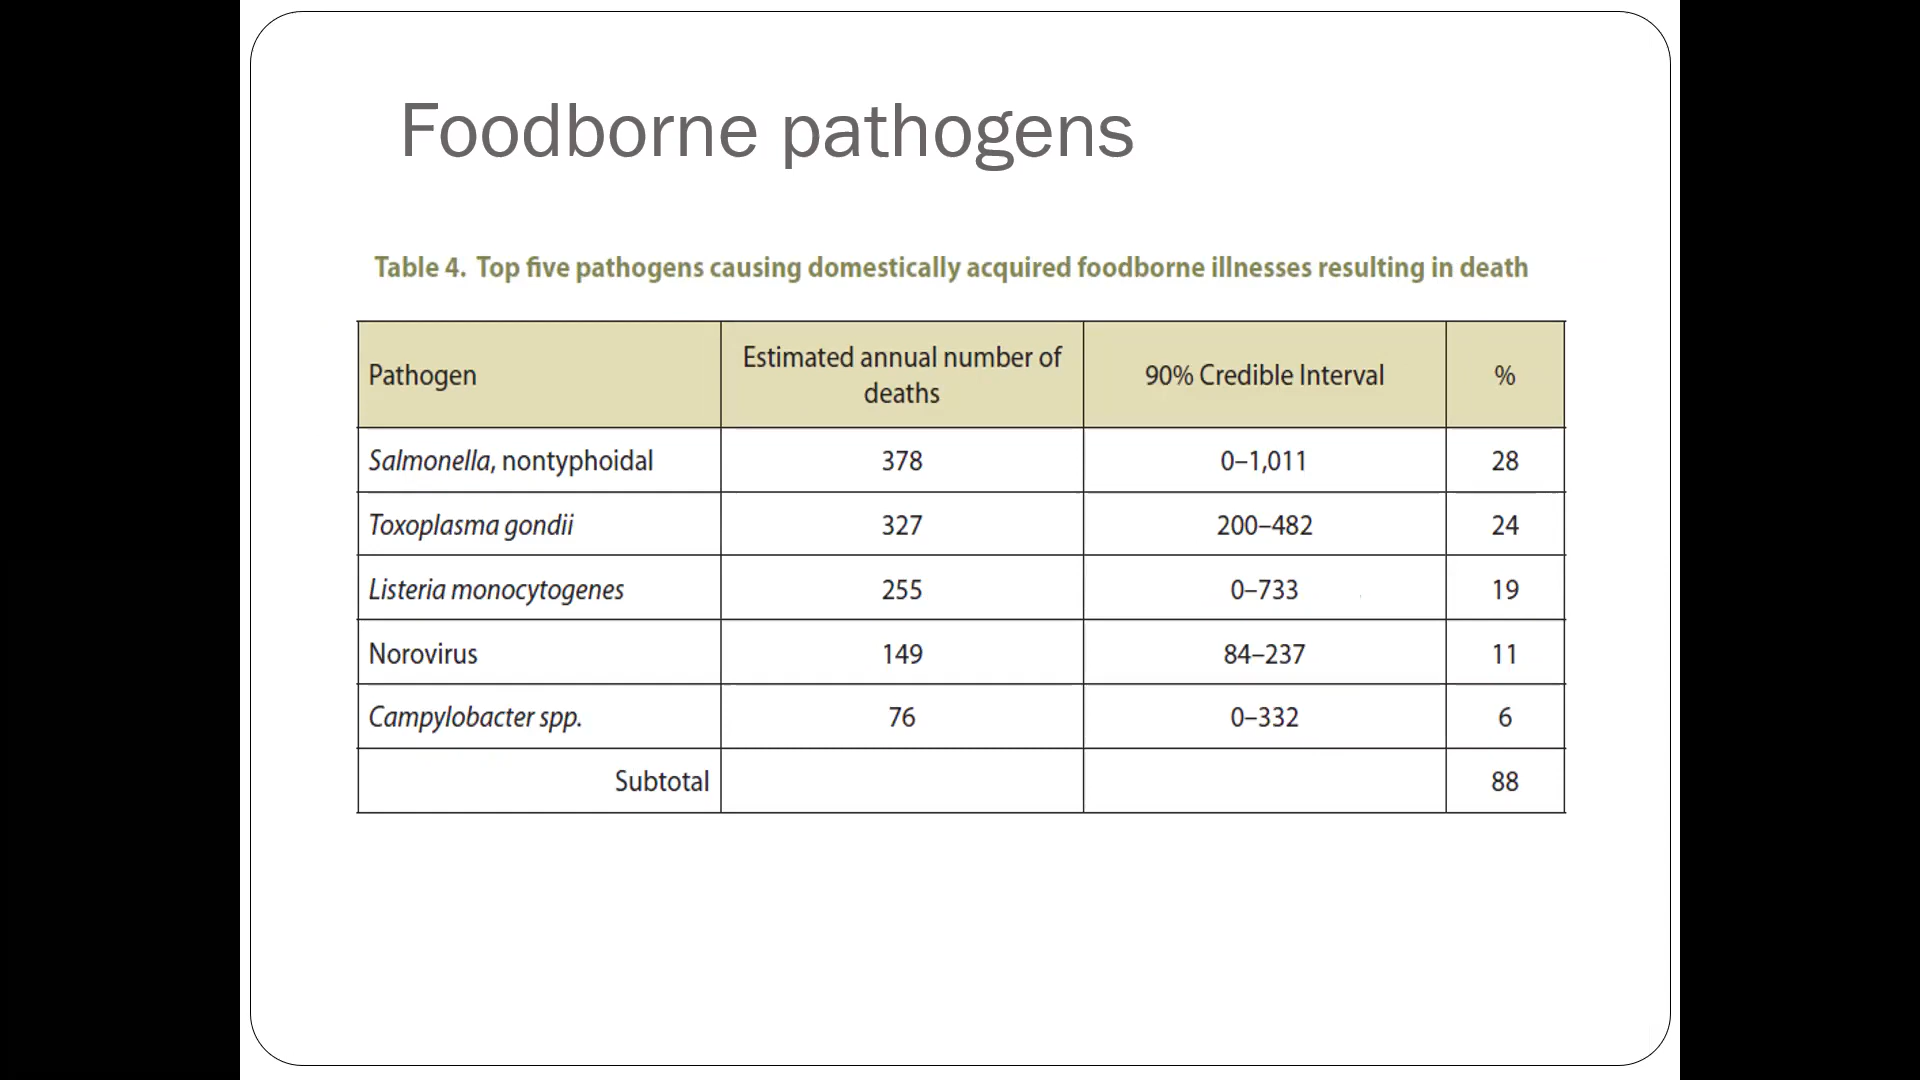 Foodborne pathogens
Table 4. Top five pathogens causing domestically acquired foodborne illnesses resulting in death
Pathogen
Estimated annual number of
deaths
90% Credible Interval
%
Salmonella, nontyphoidal
378
0–1,011
28
Toxoplasma gondii
327
200–482
24
Listeria monocytogenes
255
0–733
19
Norovirus
149
84–237
11
Campylobacter spp.
76
0–332
6
Subtotal
88